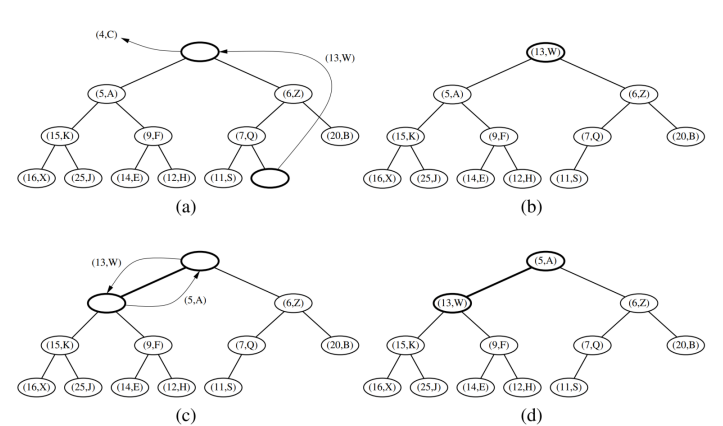 (4,C) (13,W)
(5,A) (6,Z)
(15,K) (9,F) (7,Q) (20,B)
(16,X) (25,J) (14,E) (12,H) (11,S)
(a)
(13,W)
(5,A) (6,Z)
(15,K) (9,F) (7,Q) (20,B)
(16,X) (25,J) (14,E) (12,H) (11,S)
(b)
(13,W)
(5,A) (6,Z)
(15,K) (9,F) (7,Q) (20,B)
(16,X) (25,J) (14,E) (12,H) (11,S)
(c)
(5,A)
(13,W) (6,Z)
(15,K) (9,F) (7,Q) (20,B)
(16,X) (25,J) (14,E) (12,H) (11,S)
(d)